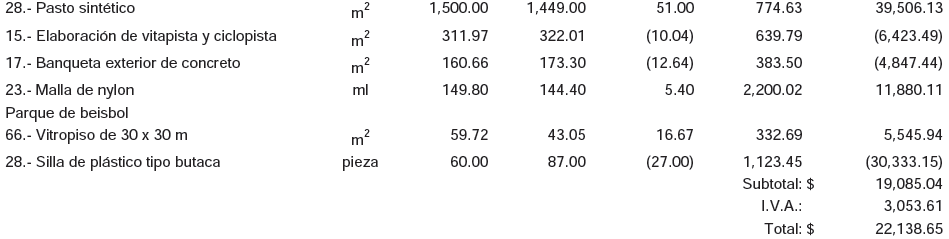 28.- Pasto sintético m² 1,500.00 1,449.00 51.00 774.63 39,506.13
15.- Elaboración de vitapista y ciclopista m² 311.97 322.01 (10.04) 639.79 (6,423.49)
17.- Banqueta exterior de concreto m² 160.66 173.30 (12.64) 383.50 (4,847.44)
23.- Malla de nylon ml 149.80 144.40 5.40 2,200.02 11,880.11
Parque de beisbol
66.- Vitropiso de 30 x 30 m m² 59.72 43.05 16.67 332.69 5,545.94
28.- Silla de plástico tipo butaca pieza 60.00 87.00 (27.00) 1,123.45 (30,333.15)
Subtotal: $ 19,085.04
I.V.A.: 3,053.61
Total: $ 22,138.65